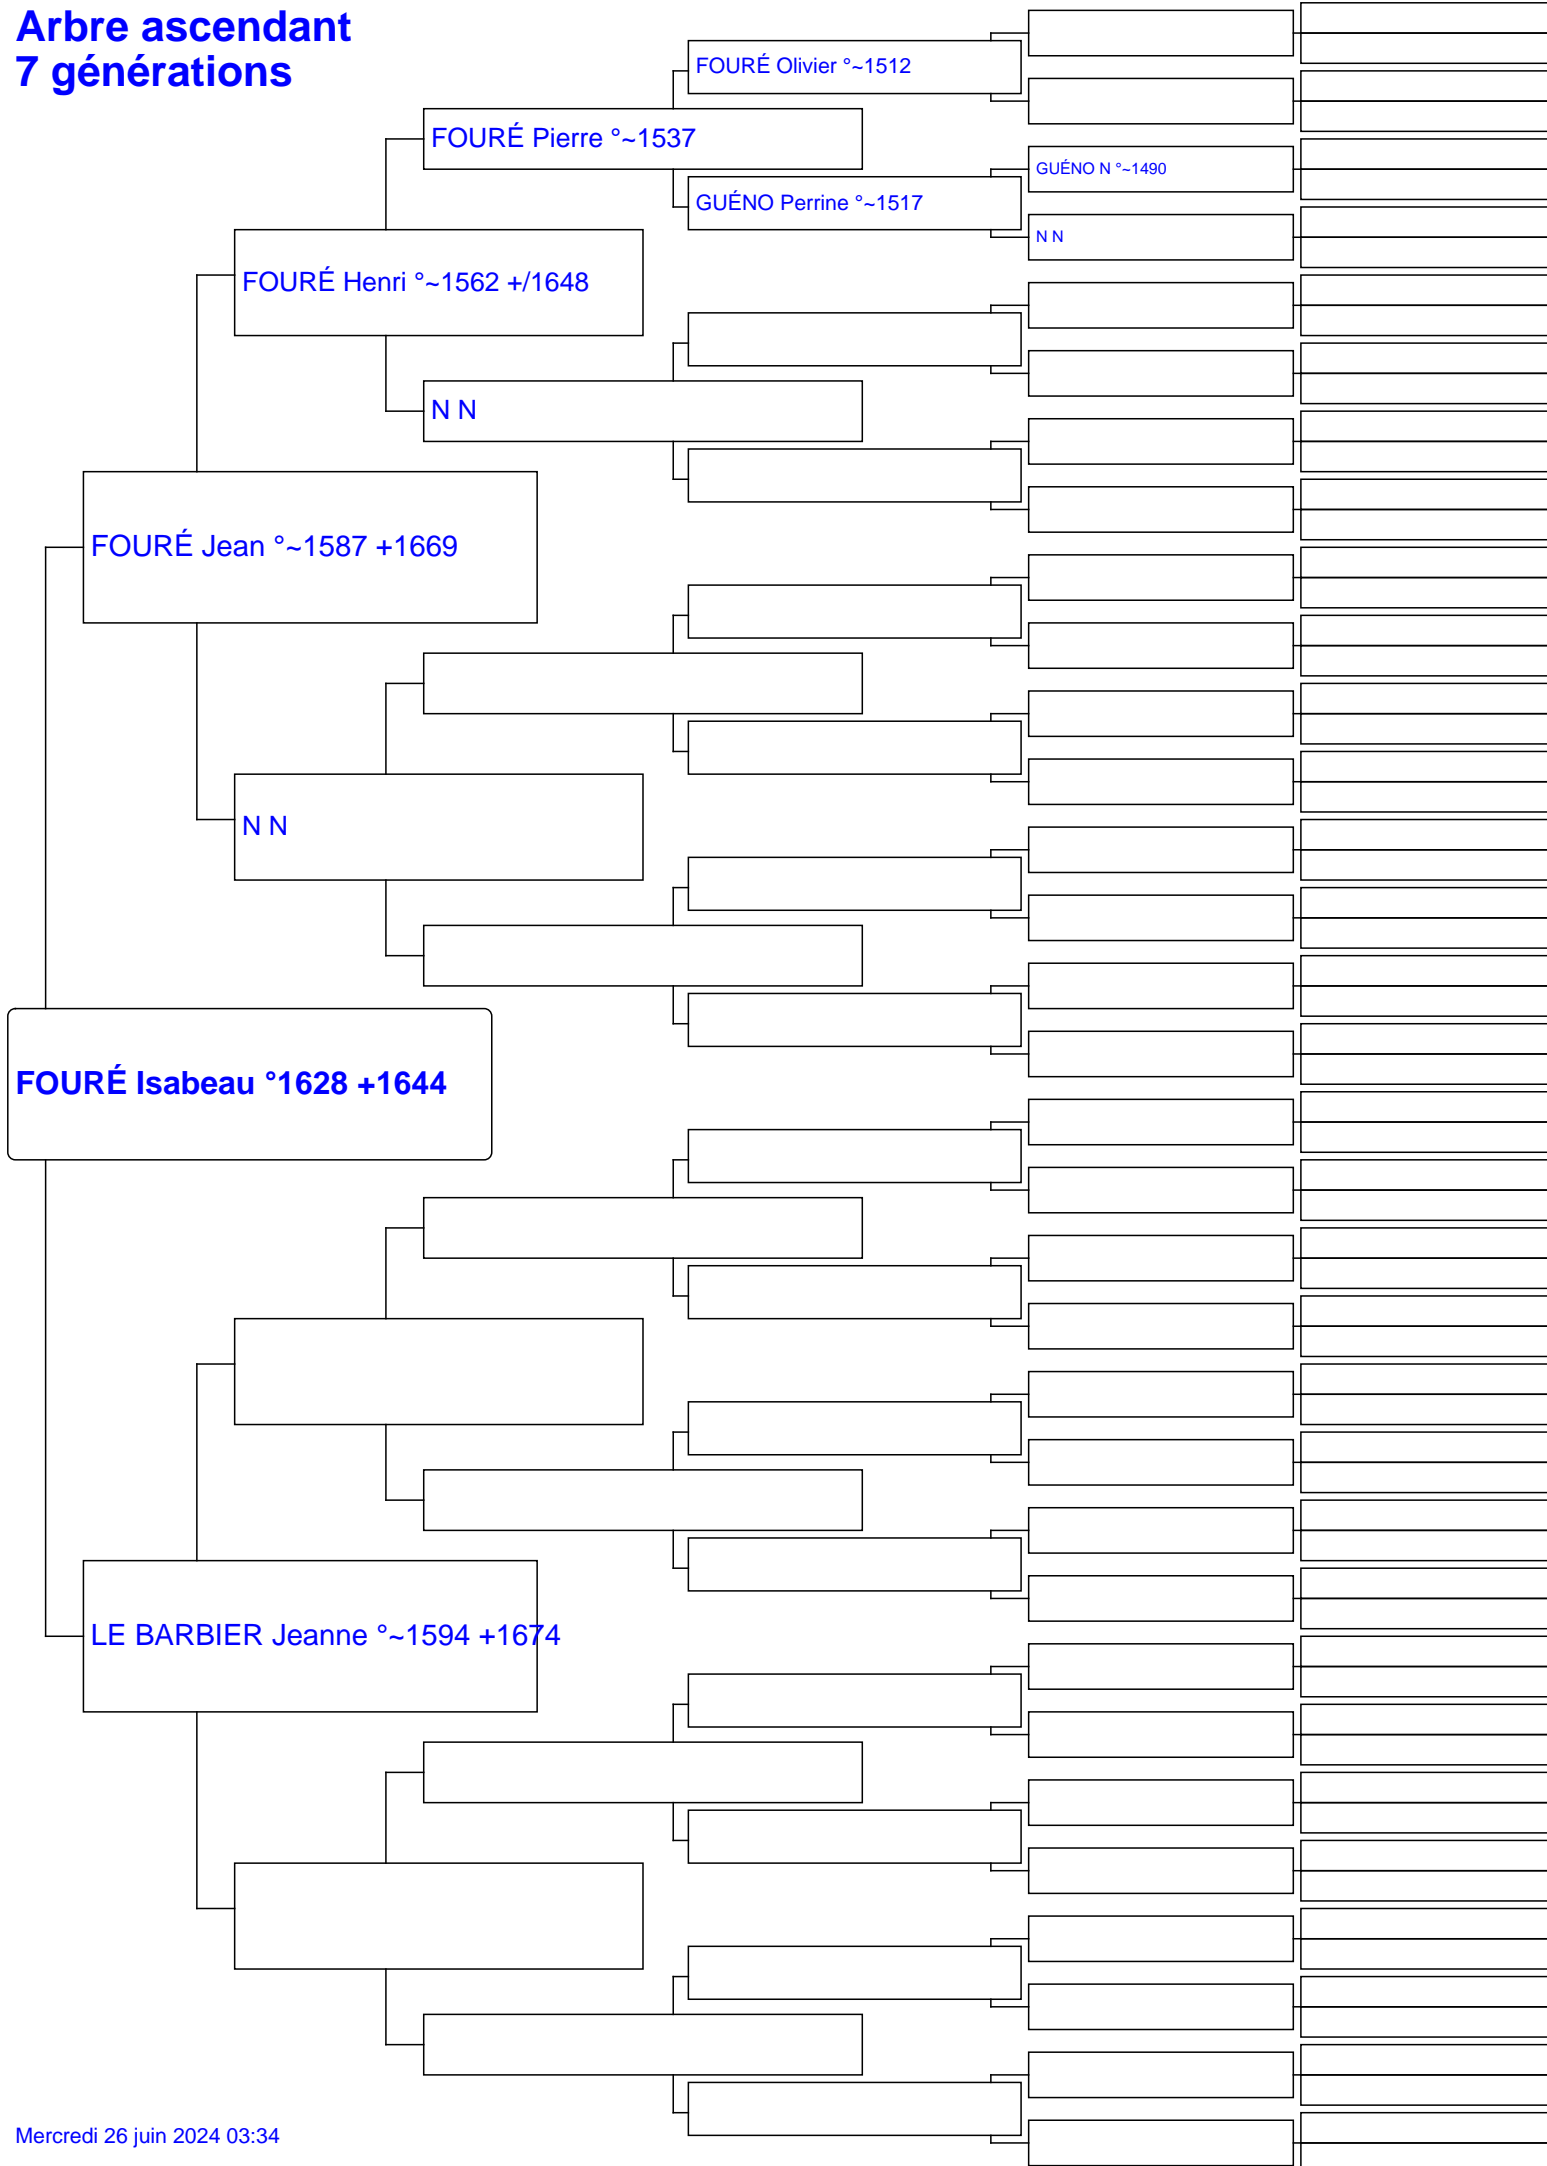 Arbre ascendant
7 générations
FOURÉ Olivier °~1512
FOURÉ Pierre °~1537
GUÉNO N °~1490
GUÉNO Perrine °~1517
N N
FOURÉ Henri °~1562 +/1648
N N
FOURÉ Jean °~1587 +1669
N N
FOURÉ Isabeau °1628 +1644
LE BARBIER Jeanne °~1594 +1674
Mercredi 26 juin 2024 03:34